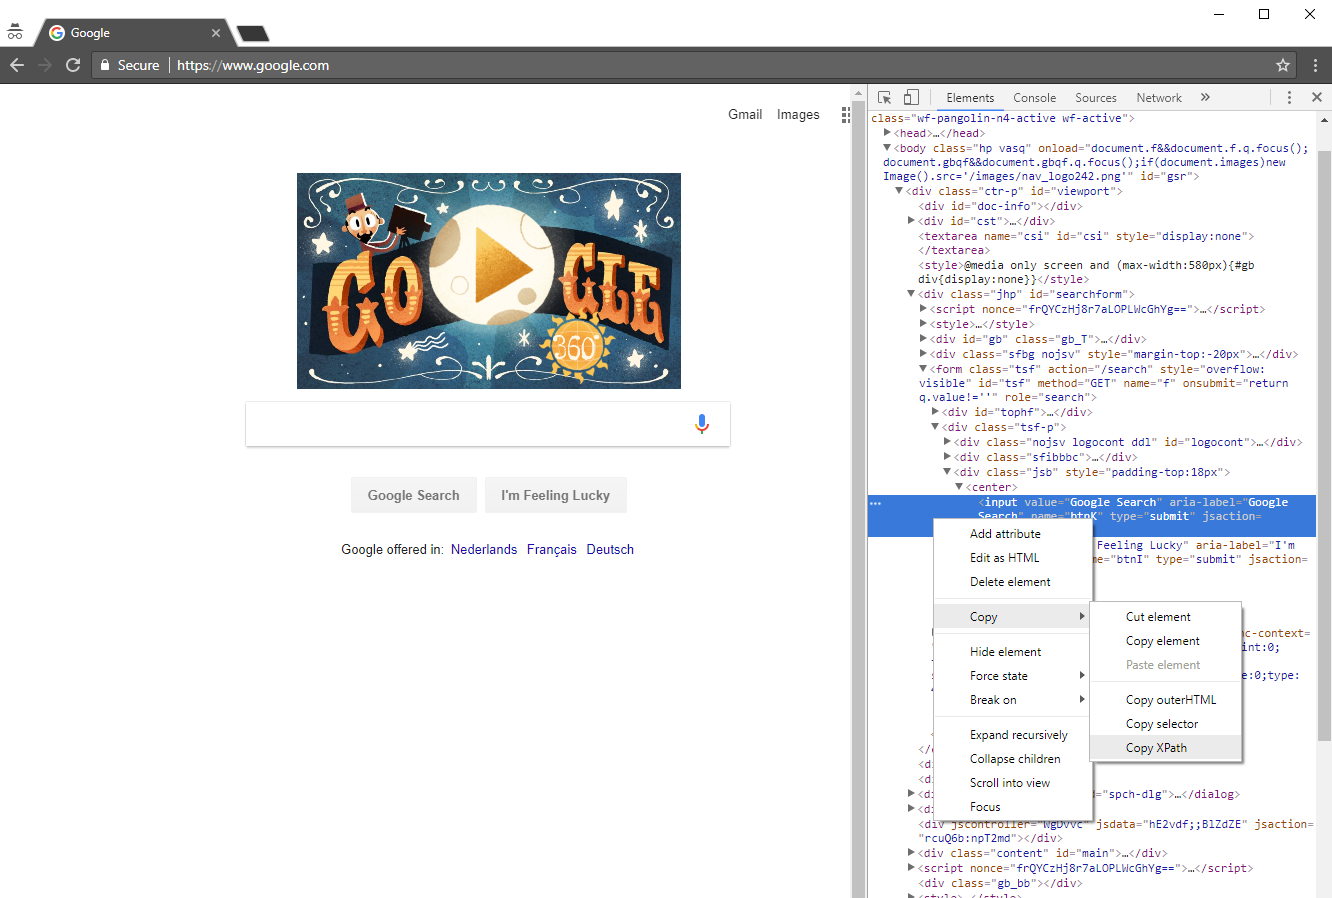 Google
Secure
https://www.google.com
Gmail
Images
GOOGLE
360°
Google Search
I'm Feeling Lucky
Google offered in: Nederlands Français Deutsch
Elements Console Sources Network »
class="wf-pangolin-n4-active wf-active">
<head>…</head>
<body class="hp vasq" onload="document.f&&document.f.q.focus();
document.gbqf&&document.gbqf.q.focus();if(document.images)new
Image().src='/images/nav_logo242.png'" id="gsr">
<div class="ctr-p" id="viewport">
<div id="doc-info"></div>
<div id="cst">…</div>
<textarea name="csi" id="csi" style="display:none">
</textarea>
<style>@media only screen and (max-width:580px){#gb
div{display:none}}</style>
<div class="jhp" id="searchform">
<script nonce="frQYCzHj8r7aLOPLWcGhYg==">…</script>
<style>…</style>
<div id="gb" class="gb_T">…</div>
<div class="sfbg nojsv" style="margin-top:-20px">…</div>
<form class="tsf" action="/search" style="overflow:
visible" id="tsf" method="GET" name="f" onsubmit="return
q.value!=''" role="search">
<div id="tophf">…</div>
<div class="tsf-p">
<div class="nojsv logocont ddl" id="logocont">…</div>
<div class="sfibbbc">…</div>
<div class="jsb" style="padding-top:18px">
<center>
<input value="Google Search" aria-label="Google
Search" name="btnK" type="submit" jsaction=
Feeling Lucky" aria-label="I'm
me="btnI" type="submit" jsaction=
Add attribute
Edit as HTML
Delete element
Copy
Hide element
Force state
Break on
Expand recursively
Collapse children
Scroll into view
Focus
Cut element
Copy element
Paste element
Copy outerHTML
Copy selector
Copy XPath
nc-context=
int:0;
e:0;type:
</
<di
<di
<di
d="spch-dlg">…</dialog>
<di
<div jscontroller="WgDvvc" jsdata="hE2vdf;;BlZdZE" jsaction=
"rcuQ6b:npT2md"></div>
<div class="content" id="main">…</div>
<script nonce="frQYCzHj8r7aLOPLWcGhYg==">…</script>
<div class="gb_bb"></div>
<style>…</style>